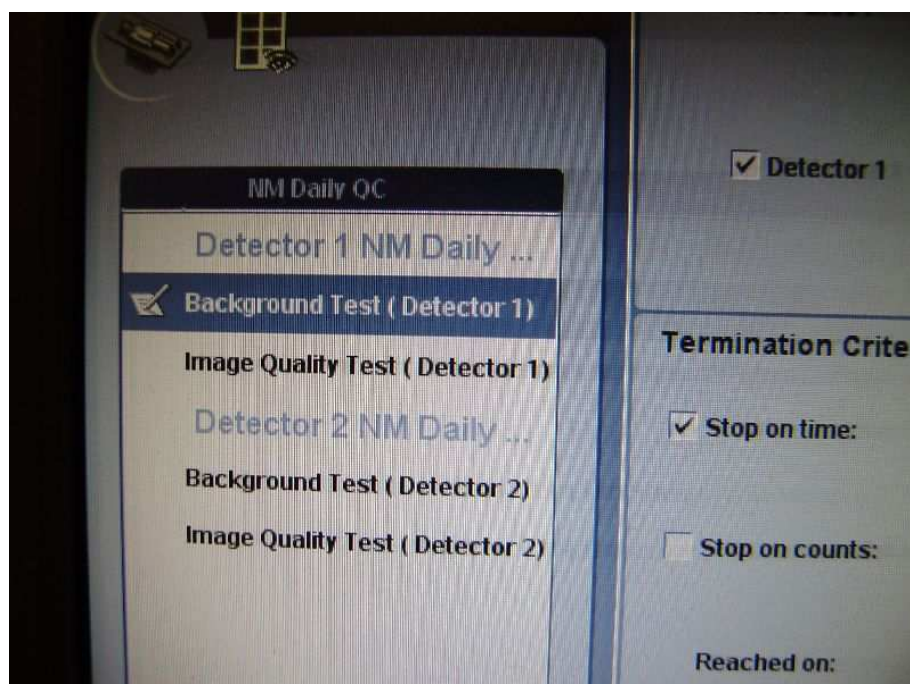 NM Daily QC
Detector 1 NM Daily ...
Background Test ( Detector 1)
Image Quality Test ( Detector 1)
Detector 2 NM Daily ...
Background Test ( Detector 2)
Image Quality Test ( Detector 2)
Detector 1
Termination Crite
Stop on time:
Stop on counts:
Reached on: